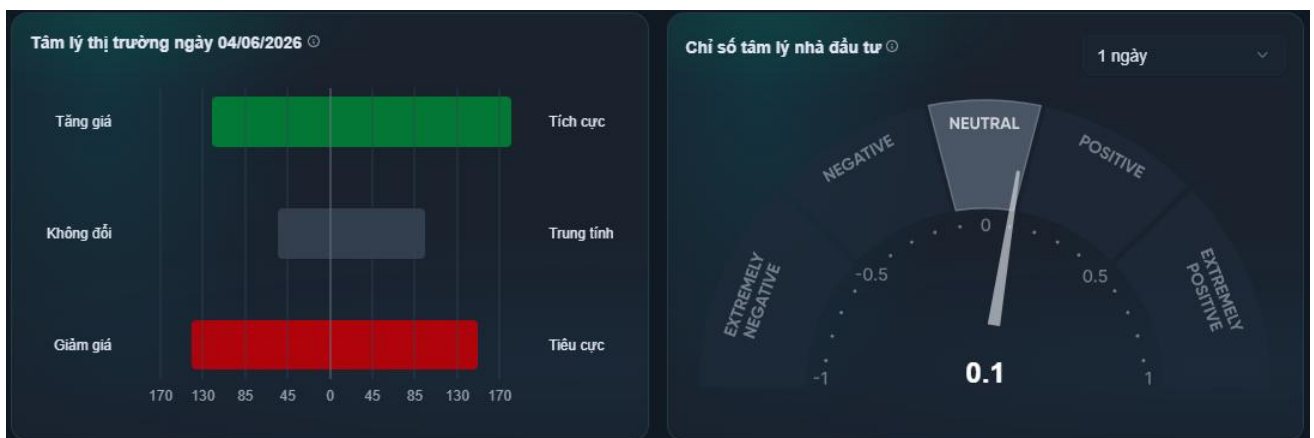 Tâm lý thị trường ngày 04/06/2026
Tăng giá
Tích cực
Không đổi
Trung tính
Giảm giá
Tiêu cực
170 130 85 45 0 45 85 130 170
Chỉ số tâm lý nhà đầu tư
1 ngày
EXTREMELY
NEGATIVE
NEGATIVE
NEUTRAL
POSITIVE
EXTREMELY
POSITIVE
-1
-0.5
0
0.5
1
0.1